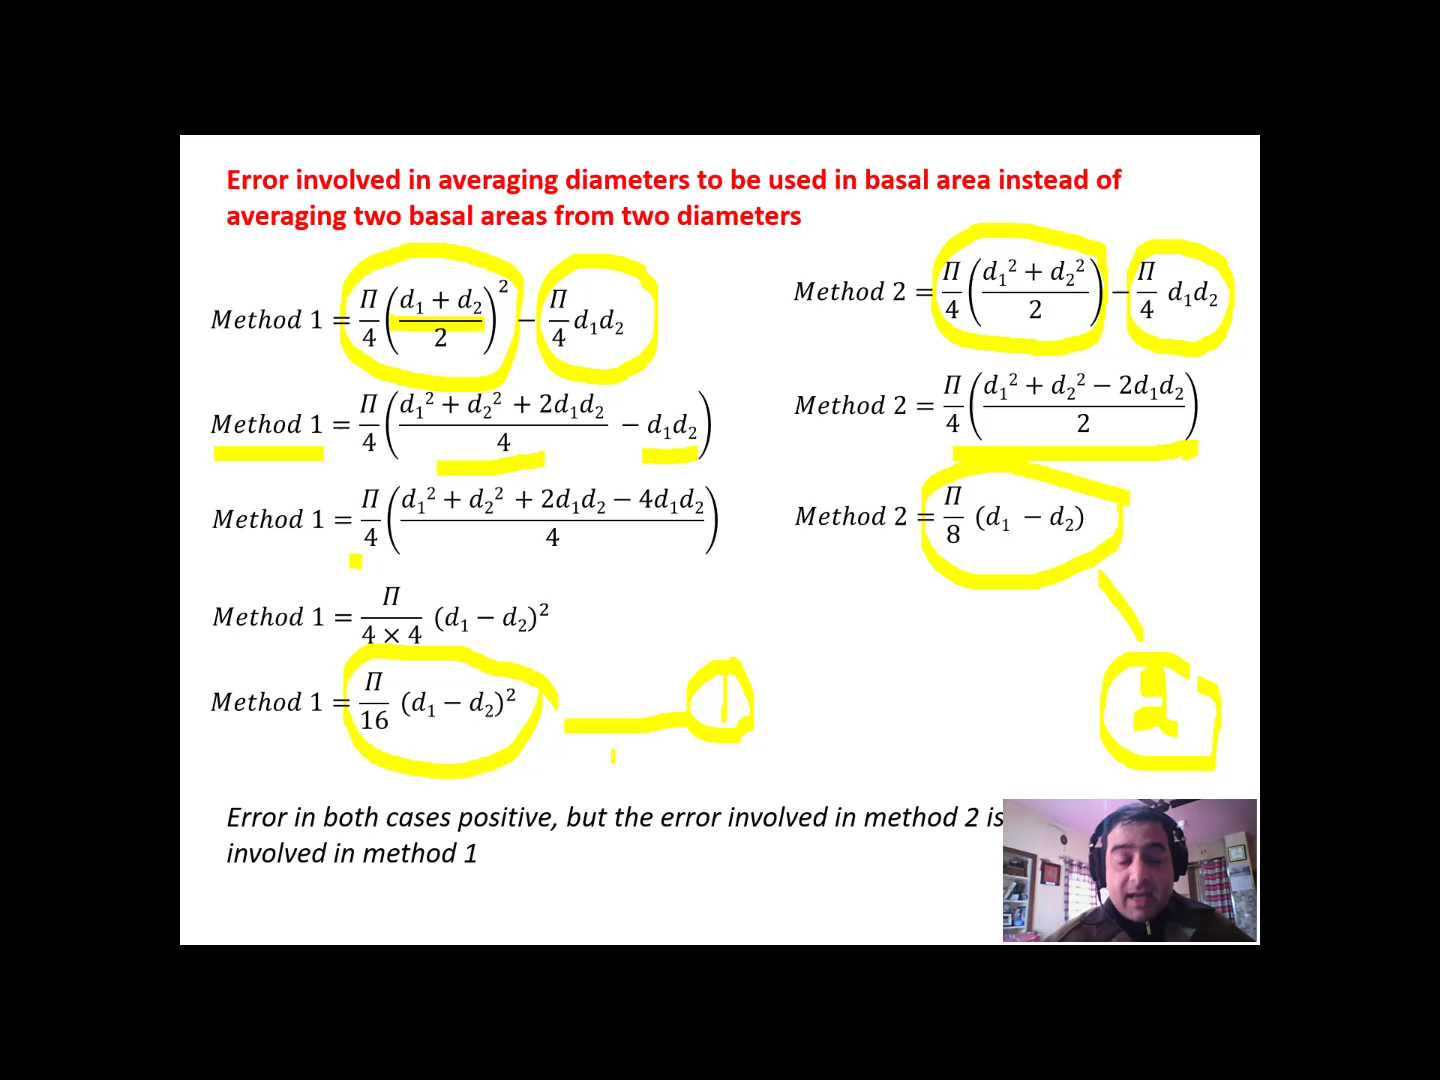 Error involved in averaging diameters to be used in basal area instead of
averaging two basal areas from two diameters
Method 1 = Π/4 ((d₁ + d₂)/2)² − Π/4 d₁d₂
Method 1 = Π/4 ((d₁² + d₂² + 2d₁d₂)/4 − d₁d₂)
Method 1 = Π/4 ((d₁² + d₂² + 2d₁d₂ − 4d₁d₂)/4)
Method 1 = Π/(4 × 4) (d₁ − d₂)²
Method 1 = Π/16 (d₁ − d₂)²
1
Method 2 = Π/4 ((d₁² + d₂²)/2) − Π/4 d₁d₂
Method 2 = Π/4 ((d₁² + d₂² − 2d₁d₂)/2)
Method 2 = Π/8 (d₁ − d₂)
Error in both cases positive, but the error involved in method 2 is
involved in method 1